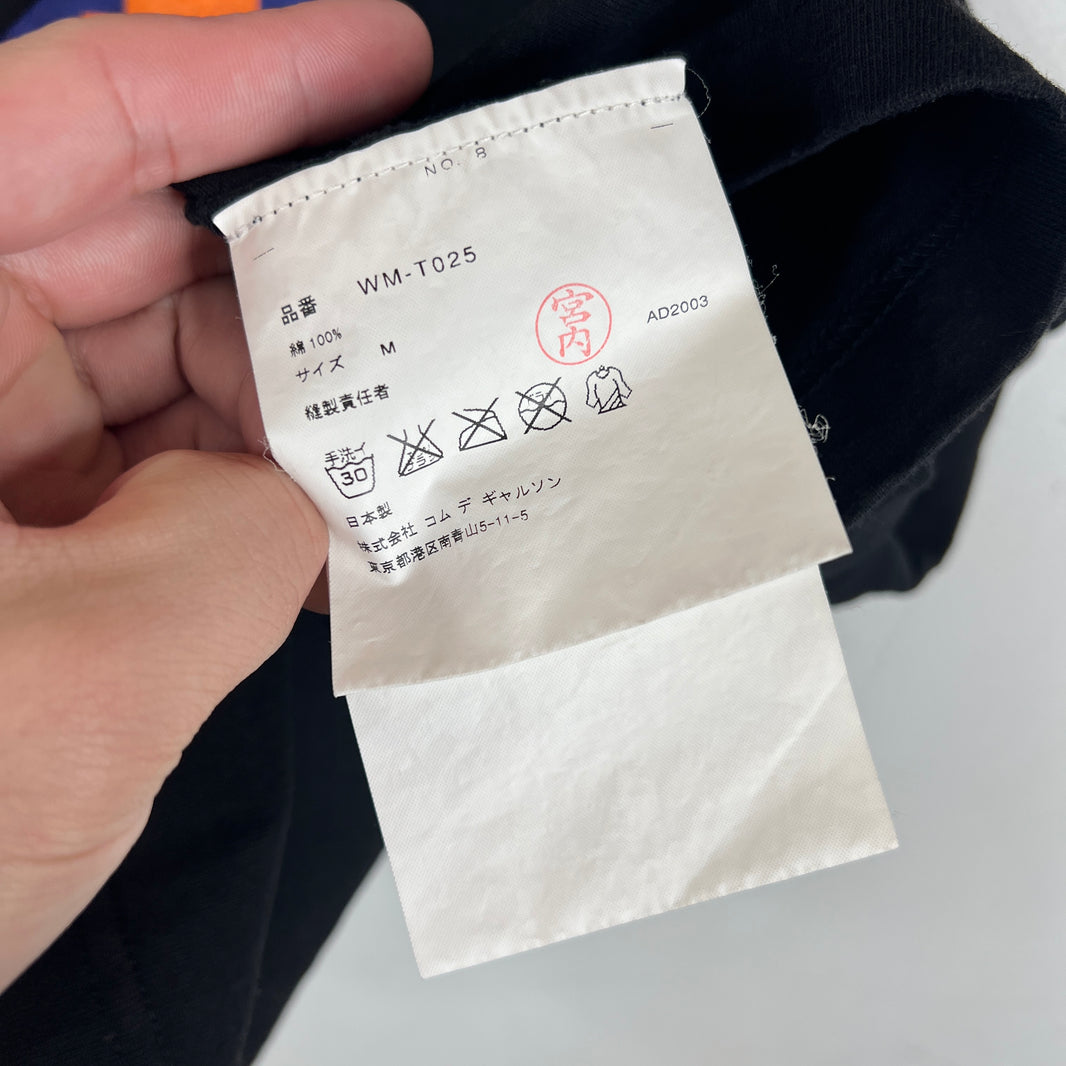 NO. 8
品番 WM-T025
綿 100%
サイズ M
宮内
AD2003
縫製責任者
手洗イ
30
日本製
株式会社 コム デ ギャルソン
東京都港区南青山5-11-5